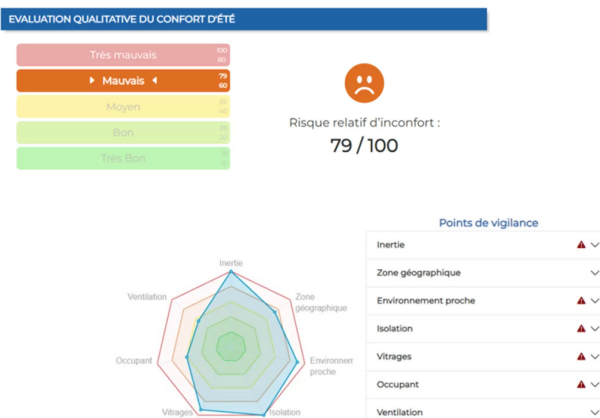 EVALUATION QUALITATIVE DU CONFORT D'ÉTÉ
Très mauvais
100
80
Mauvais
79
60
Moyen
Bon
Très Bon
Risque relatif d'inconfort :
79 / 100
Points de vigilance
Inertie
Zone géographique
Environnement proche
Isolation
Vitrages
Occupant
Ventilation
Inertie
Zone
géographique
Environnem
proche
Isolation
Vitrages
Occupant
Ventilation